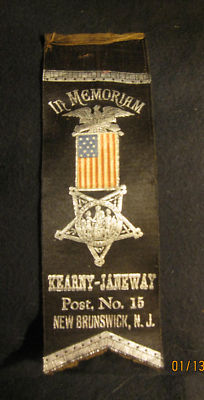 IN MEMORIAM
KEARNY-JANEWAY
Post. No. 15
NEW BRUNSWICK, N. J.
01/13